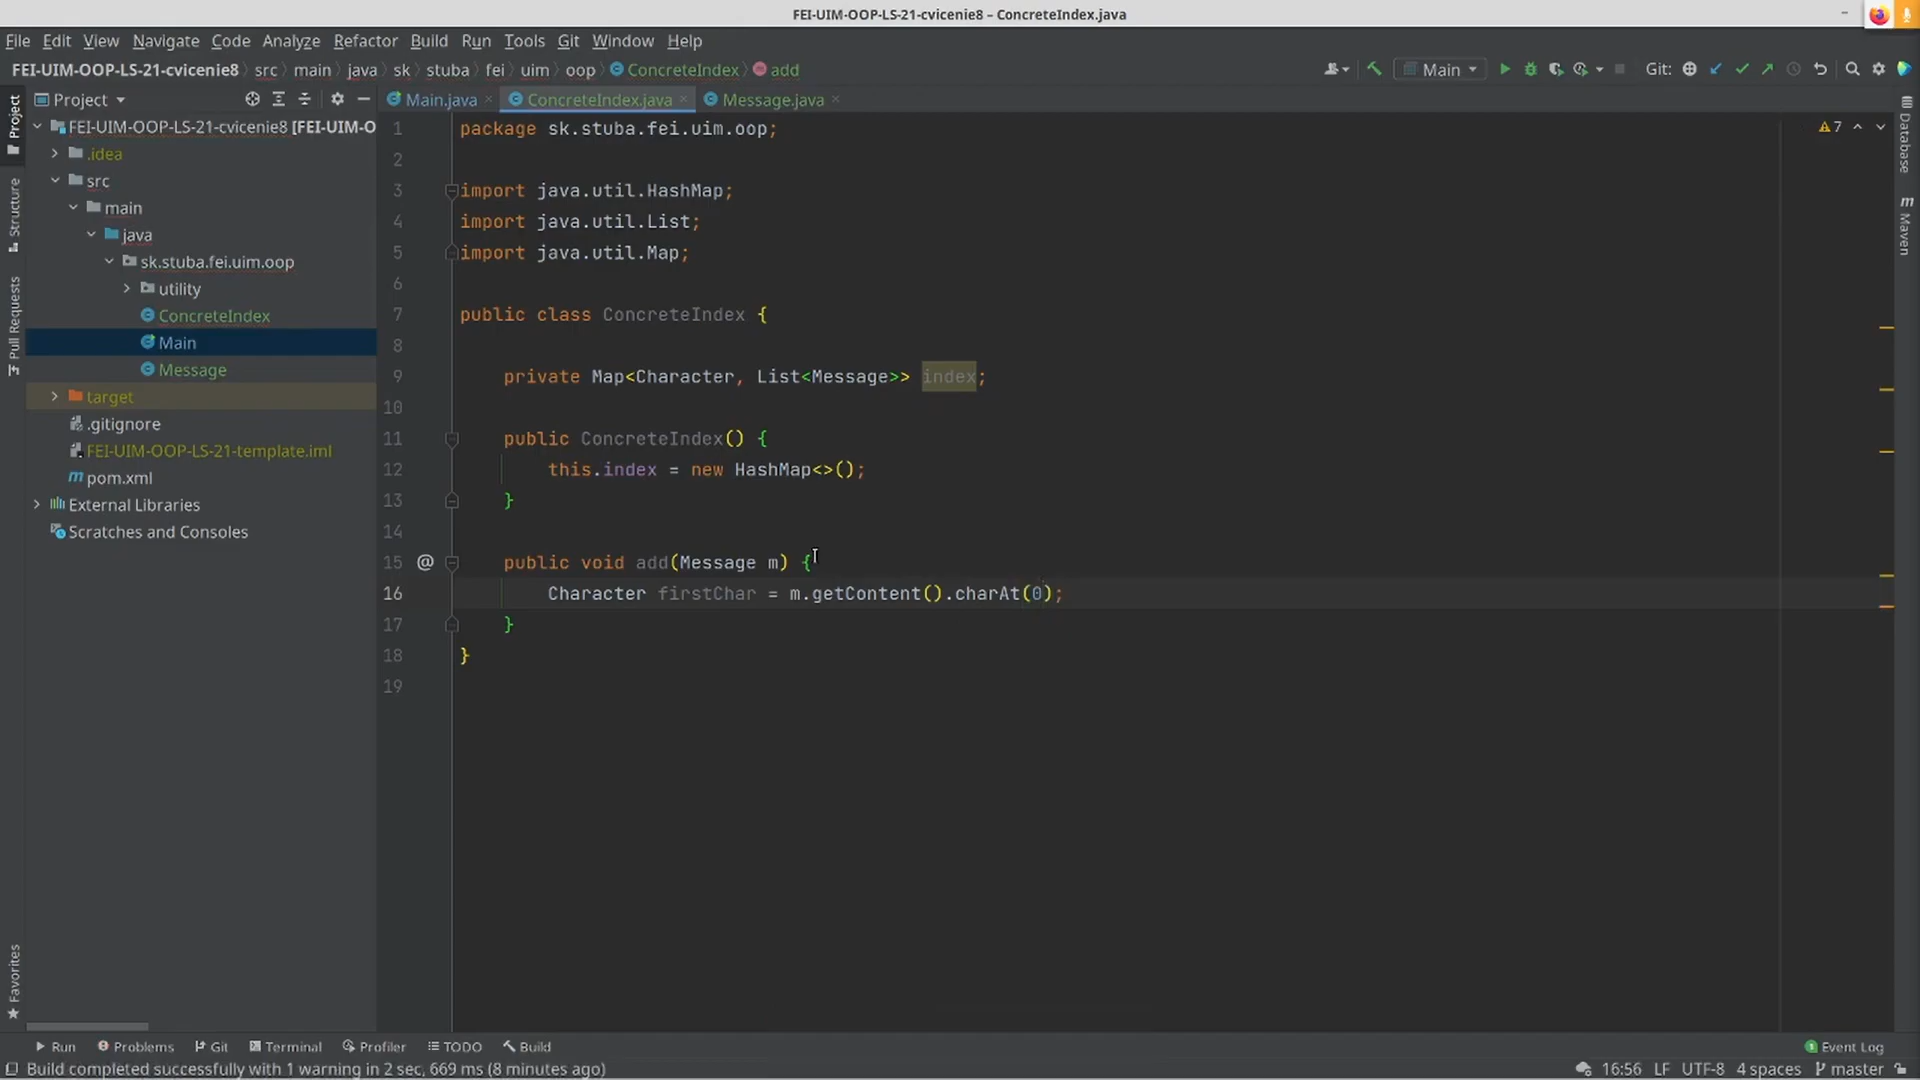 FEI-UIM-OOP-LS-21-cvicenie8 – ConcreteIndex.java
File Edit View Navigate Code Analyze Refactor Build Run Tools Git Window Help
FEI-UIM-OOP-LS-21-cvicenie8 src main java sk stuba fei uim oop ConcreteIndex add Main Git:
Project
Main.java ConcreteIndex.java Message.java
Project
Structure
Pull Requests
Favorites
FEI-UIM-OOP-LS-21-cvicenie8 [FEI-UIM-O
.idea
src
main
java
sk.stuba.fei.uim.oop
utility
ConcreteIndex
Main
Message
target
.gitignore
FEI-UIM-OOP-LS-21-template.iml
pom.xml
External Libraries
Scratches and Consoles
1 package sk.stuba.fei.uim.oop;
2
3 import java.util.HashMap;
4 import java.util.List;
5 import java.util.Map;
6
7 public class ConcreteIndex {
8
9 private Map<Character, List<Message>> index;
10
11 public ConcreteIndex() {
12 this.index = new HashMap<>();
13 }
14
15 @ public void add(Message m) {
16 Character firstChar = m.getContent().charAt(0);
17 }
18 }
19
7
Database
m Maven
Run Problems Git Terminal Profiler TODO Build 1 Event Log
Build completed successfully with 1 warning in 2 sec, 669 ms (8 minutes ago) 16:56 LF UTF-8 4 spaces master